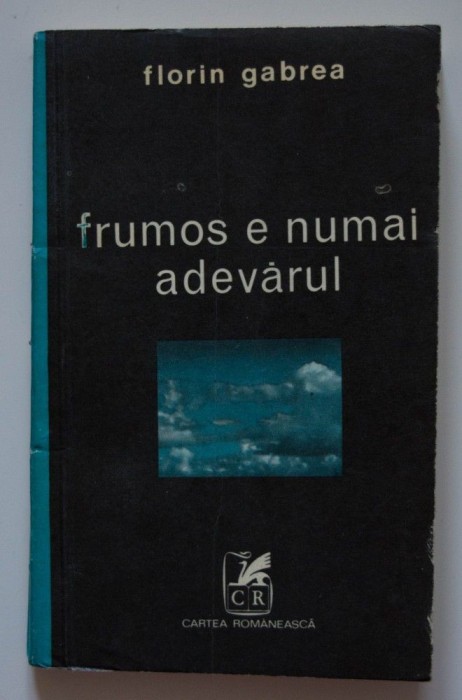 florin gabrea
frumos e numai
adevărul
CR
CARTEA ROMÂNEASCĂ